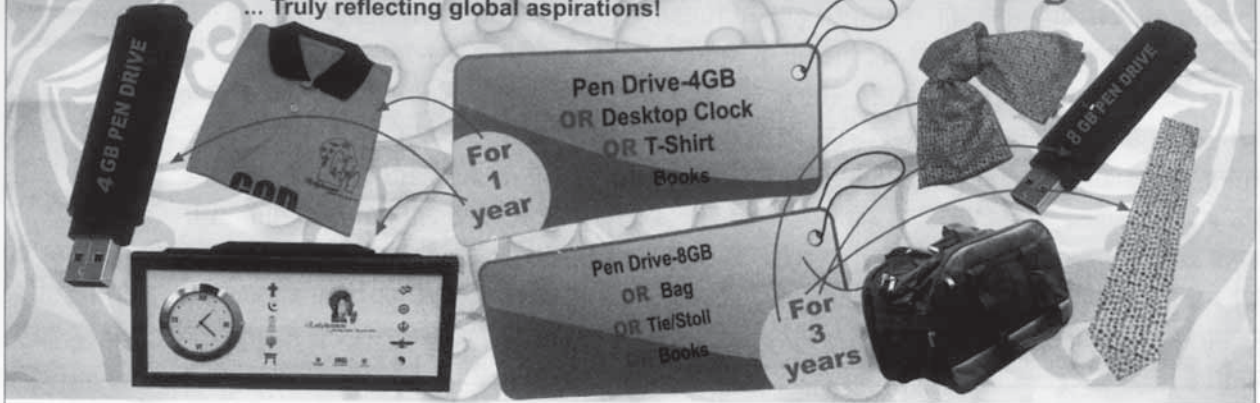 ... Truly reflecting global aspirations!
4 GB PEN DRIVE
Pen Drive-4GB
OR Desktop Clock
OR T-Shirt
Books
For
1
year
8 GB PEN DRIVE
Pen Drive-8GB
OR Bag
OR Tie/Stoll
Books
For
3
years